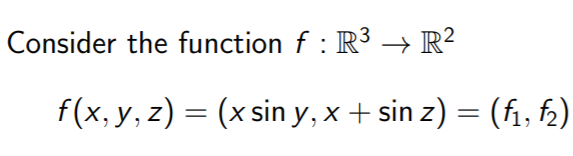 Consider the function f : ℝ³ → ℝ²
f(x, y, z) = (x sin y, x + sin z) = (f₁, f₂)